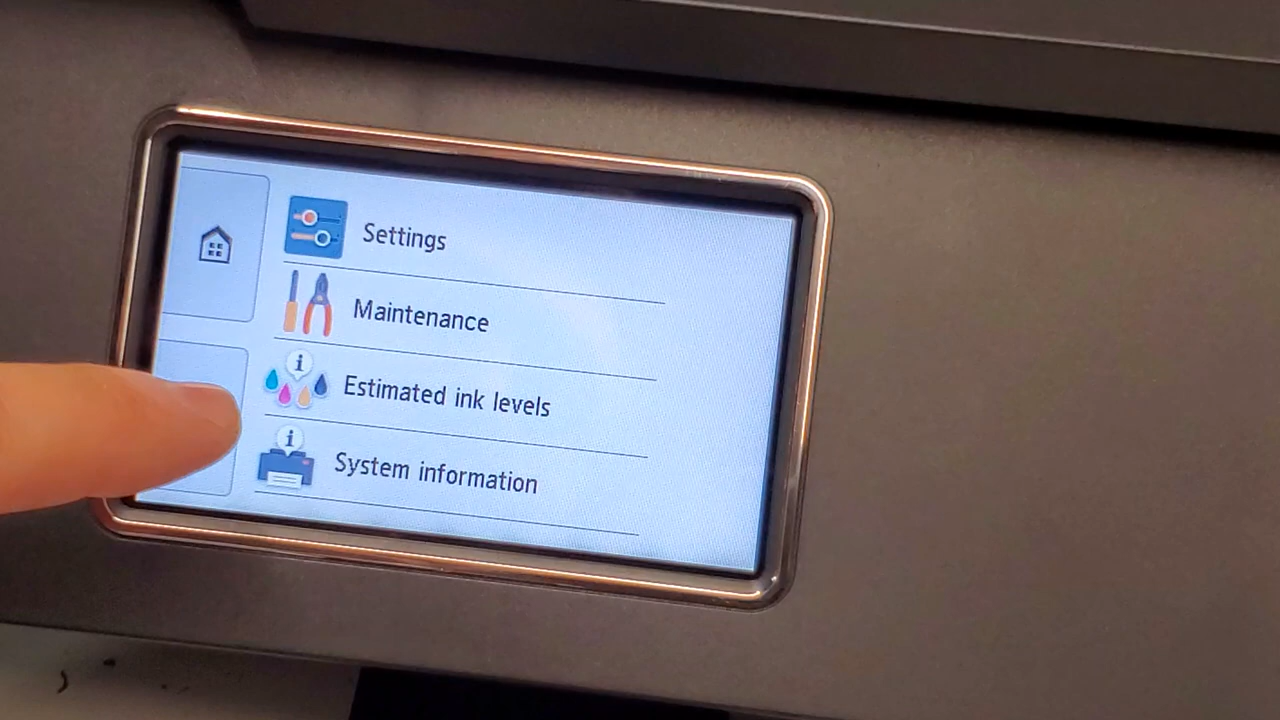 Settings
Maintenance
Estimated ink levels
System information